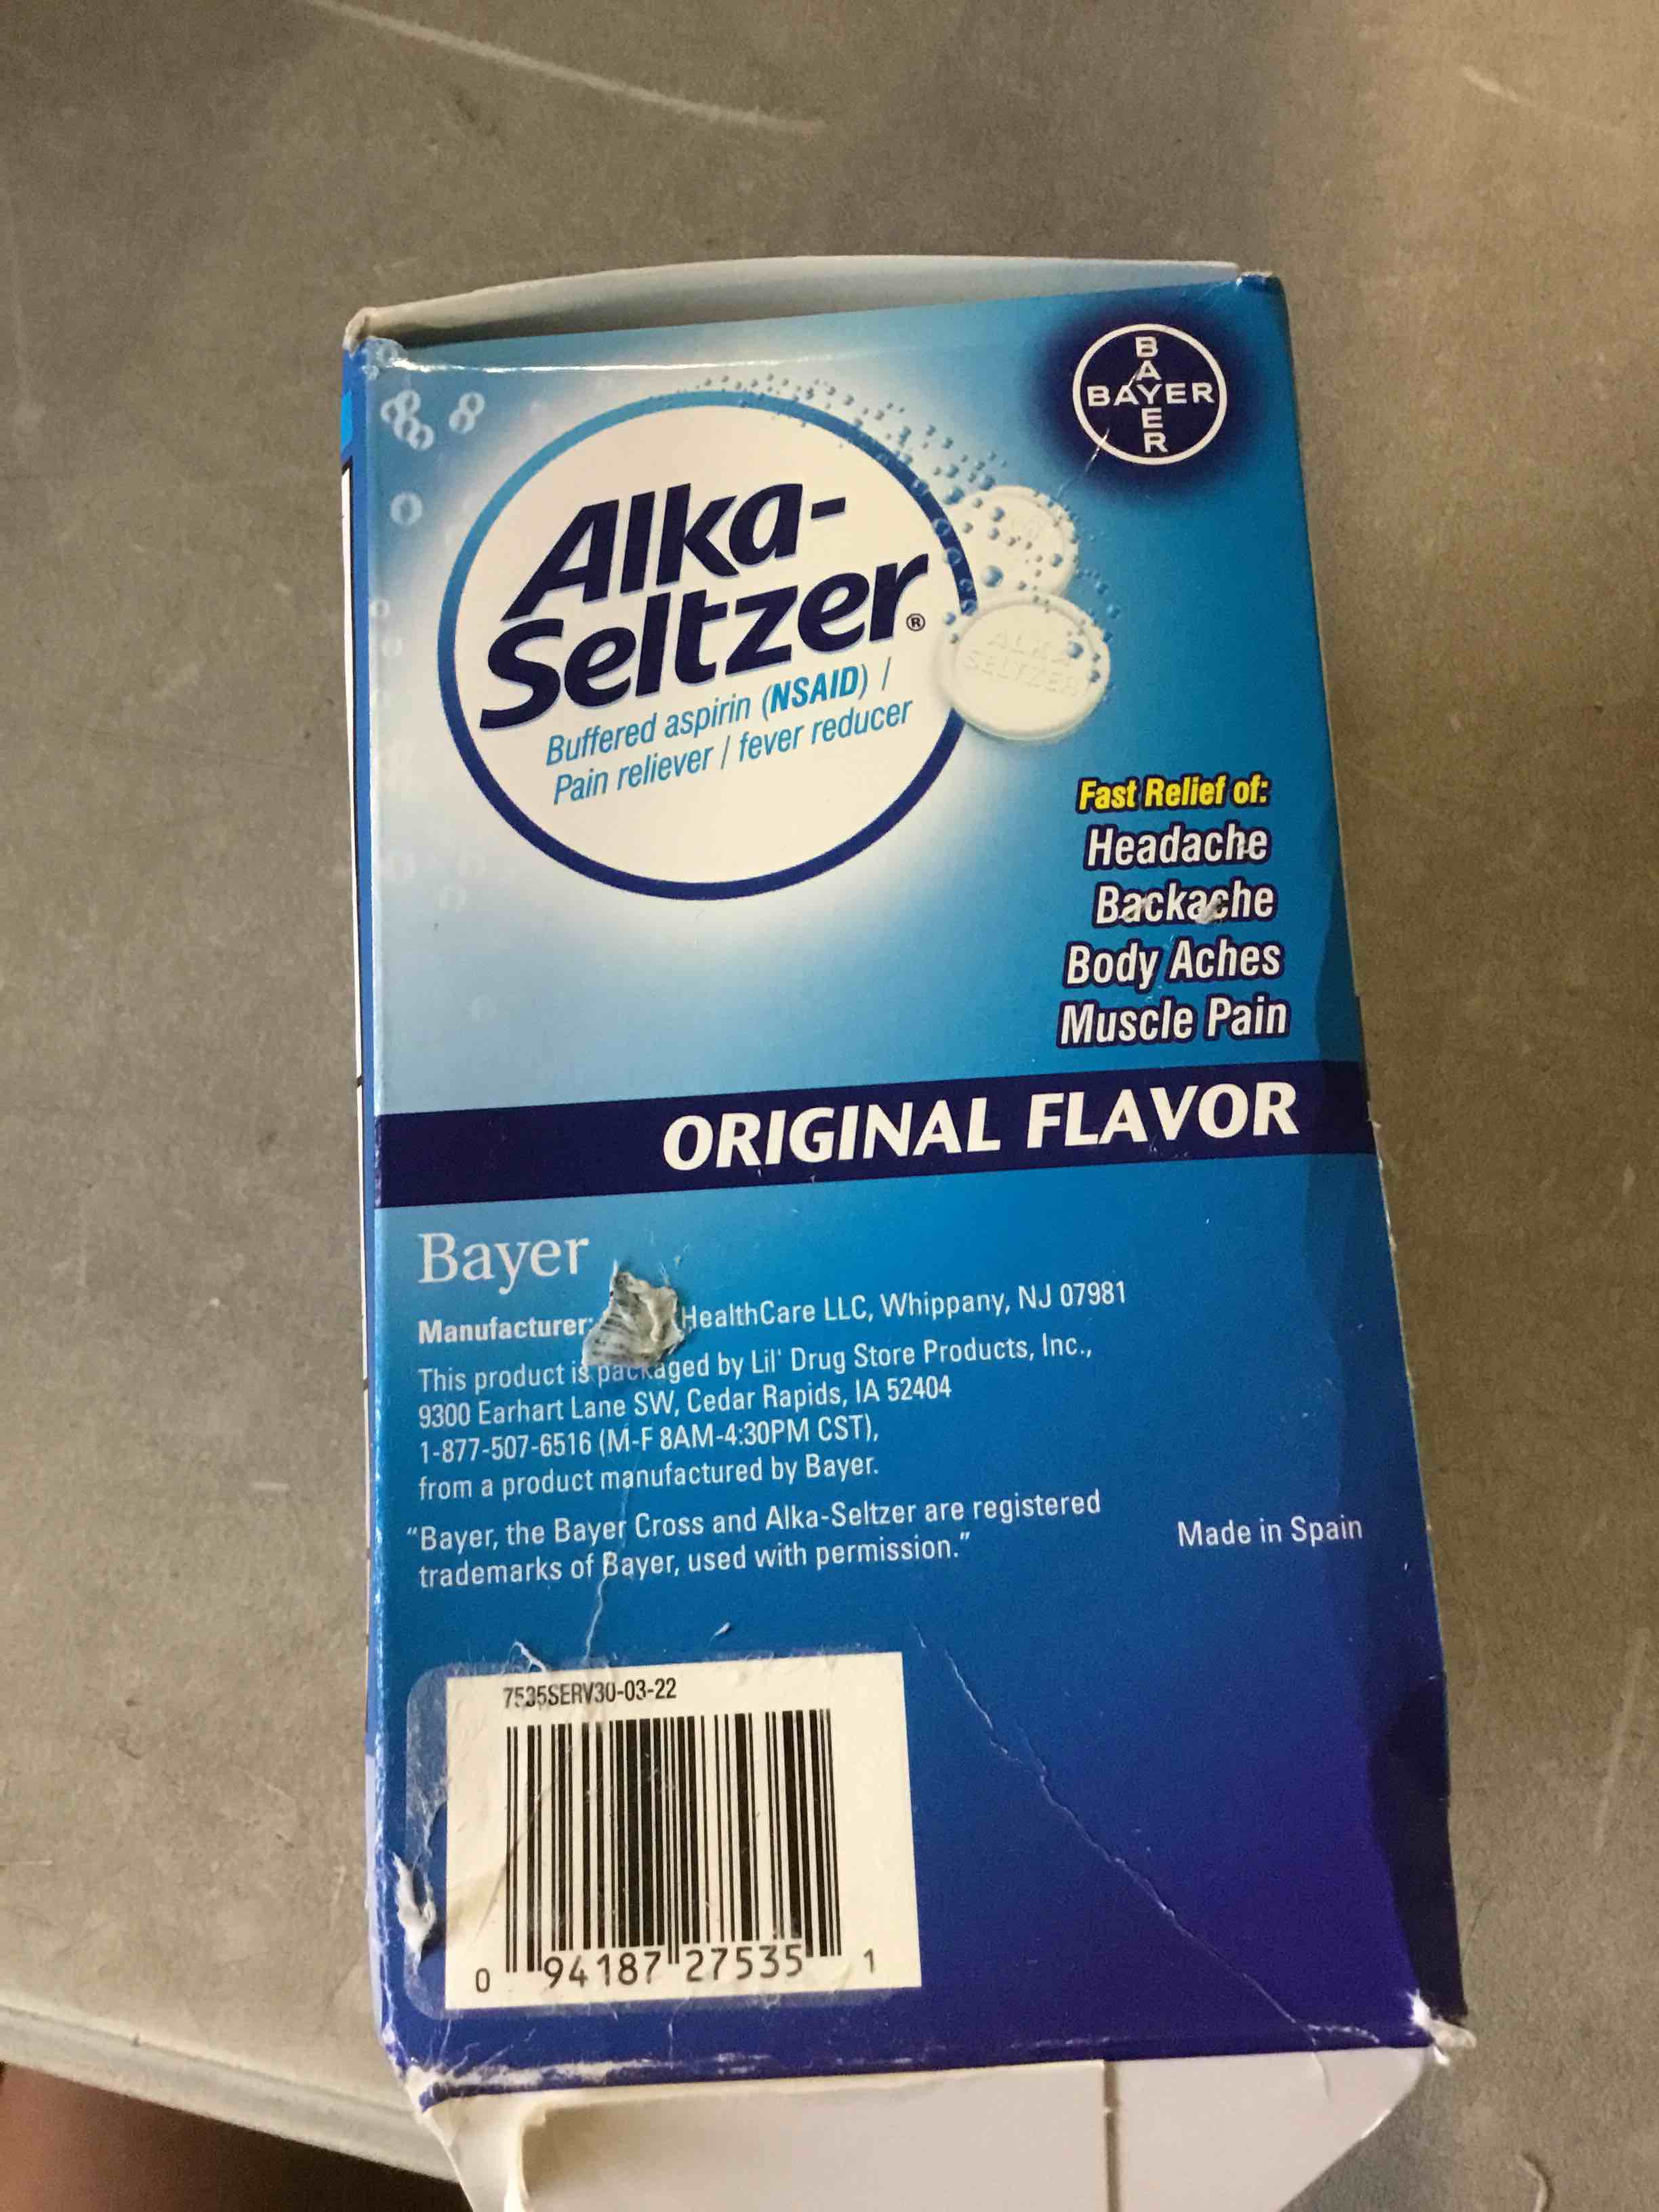 BAYER
BAYER
Alka-
Seltzer®
Buffered aspirin (NSAID) /
Pain reliever / fever reducer
ALKA
SELTZER
Fast Relief of:
Headache
Backache
Body Aches
Muscle Pain
ORIGINAL FLAVOR
Bayer
Manufacturer: HealthCare LLC, Whippany, NJ 07981
This product is packaged by Lil' Drug Store Products, Inc.,
9300 Earhart Lane SW, Cedar Rapids, IA 52404
1-877-507-6516 (M-F 8AM-4:30PM CST),
from a product manufactured by Bayer.
"Bayer, the Bayer Cross and Alka-Seltzer are registered
trademarks of Bayer, used with permission."
Made in Spain
7535SERV30-03-22
0 94187 27535 1